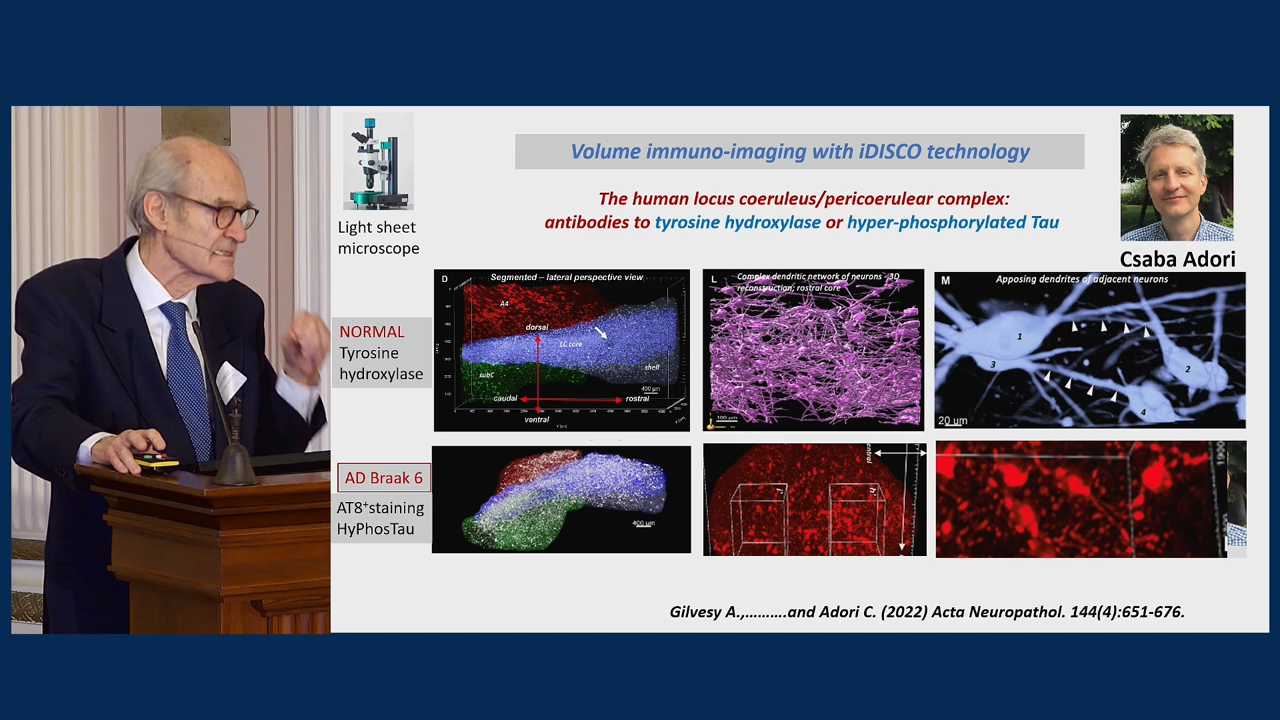 Volume immuno-imaging with iDISCO technology
The human locus coeruleus/pericoerulear complex:
antibodies to tyrosine hydroxylase or hyper-phosphorylated Tau
Light sheet
microscope
Csaba Adori
NORMAL
Tyrosine
hydroxylase
D
Segmented – lateral perspective view
A4
dorsal
LC core
shell
subC
400 µm
caudal
rostral
ventral
L
Complex dendritic network of neurons - 3D
reconstruction; rostral core
100 µm
M
Apposing dendrites of adjacent neurons
1
2
3
4
20 µm
AD Braak 6
AT8⁺staining
HyPhosTau
400 µm
Gilvesy A.,..........and Adori C. (2022) Acta Neuropathol. 144(4):651-676.